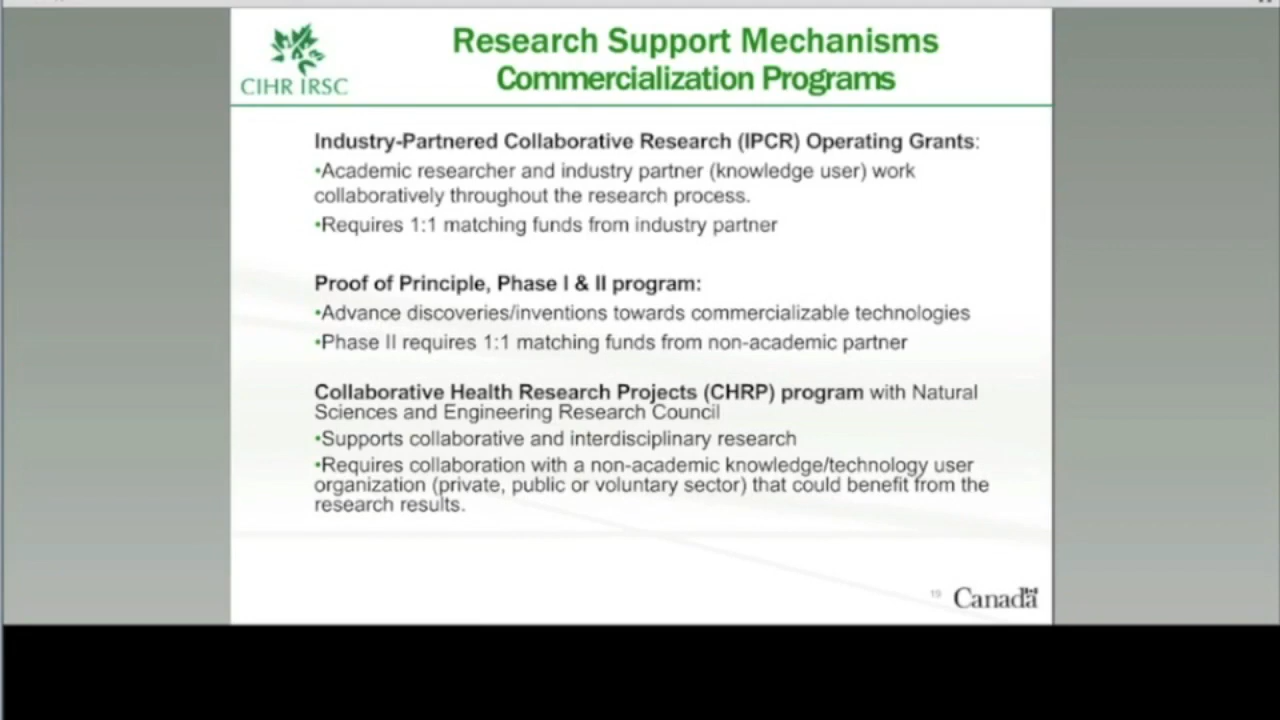 CIHR IRSC
Research Support Mechanisms
Commercialization Programs
Industry-Partnered Collaborative Research (IPCR) Operating Grants:
•Academic researcher and industry partner (knowledge user) work
collaboratively throughout the research process.
•Requires 1:1 matching funds from industry partner
Proof of Principle, Phase I & II program:
•Advance discoveries/inventions towards commercializable technologies
•Phase II requires 1:1 matching funds from non-academic partner
Collaborative Health Research Projects (CHRP) program with Natural
Sciences and Engineering Research Council
•Supports collaborative and interdisciplinary research
•Requires collaboration with a non-academic knowledge/technology user
organization (private, public or voluntary sector) that could benefit from the
research results.
19
Canada